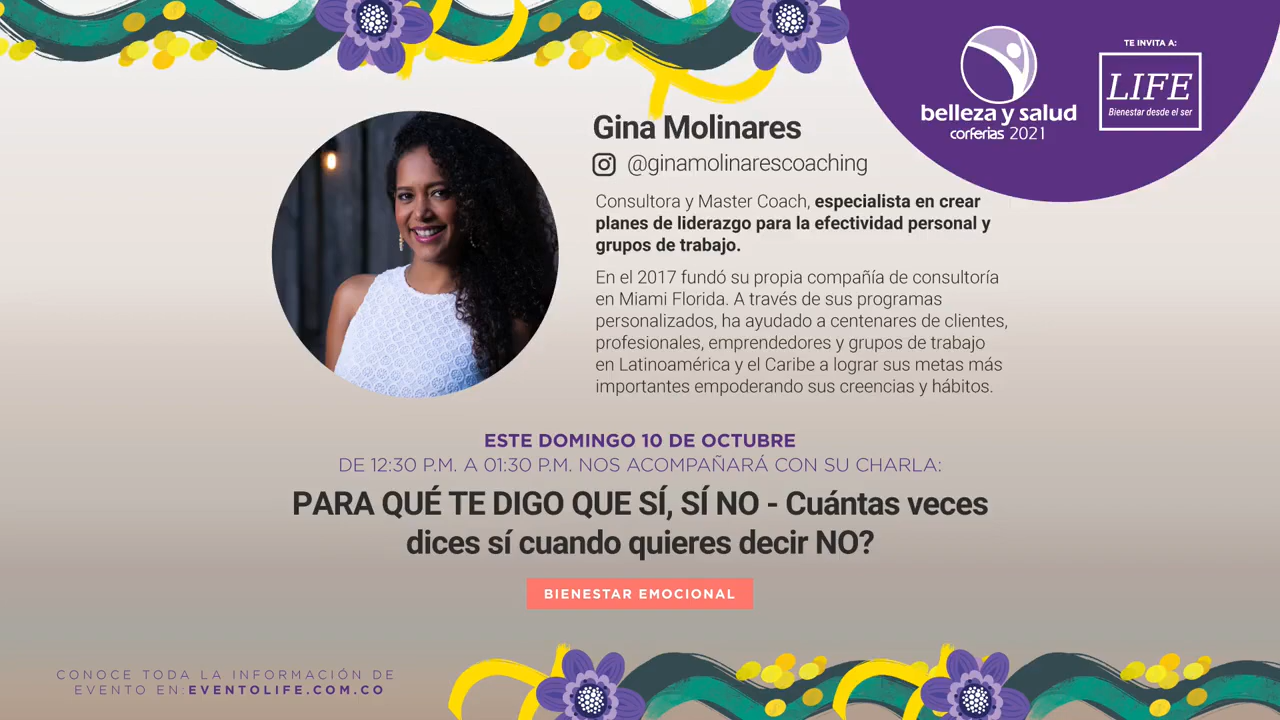 TE INVITA A:
LIFE
Bienestar desde el ser
belleza y salud
corferias 2021
Gina Molinares
@ginamolinarescoaching
Consultora y Master Coach, especialista en crear
planes de liderazgo para la efectividad personal y
grupos de trabajo.
En el 2017 fundó su propia compañía de consultoría
en Miami Florida. A través de sus programas
personalizados, ha ayudado a centenares de clientes,
profesionales, emprendedores y grupos de trabajo
en Latinoamérica y el Caribe a lograr sus metas más
importantes empoderando sus creencias y hábitos.
ESTE DOMINGO 10 DE OCTUBRE
DE 12:30 P.M. A 01:30 P.M. NOS ACOMPAÑARÁ CON SU CHARLA:
PARA QUÉ TE DIGO QUE SÍ, SÍ NO - Cuántas veces
dices sí cuando quieres decir NO?
BIENESTAR EMOCIONAL
CONOCE TODA LA INFORMACIÓN DE
EVENTO EN:EVENTOLIFE.COM.CO